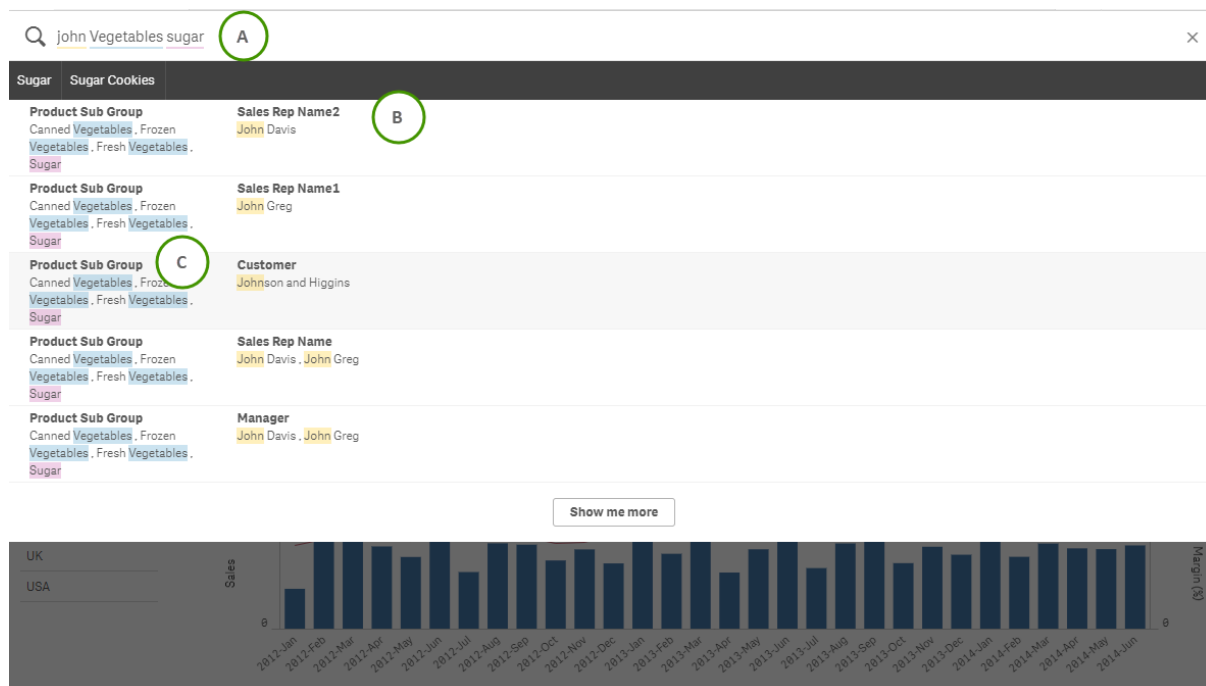 john Vegetables sugar A
Sugar Sugar Cookies
Product Sub Group
Canned Vegetables , Frozen
Vegetables , Fresh Vegetables ,
Sugar
Sales Rep Name2
John Davis
B
Product Sub Group
Canned Vegetables , Frozen
Vegetables , Fresh Vegetables ,
Sugar
Sales Rep Name1
John Greg
Product Sub Group
Canned Vegetables , Froze
Vegetables , Fresh Vegetables ,
Sugar
C
Customer
Johnson and Higgins
Product Sub Group
Canned Vegetables , Frozen
Vegetables , Fresh Vegetables ,
Sugar
Sales Rep Name
John Davis , John Greg
Product Sub Group
Canned Vegetables , Frozen
Vegetables , Fresh Vegetables ,
Sugar
Manager
John Davis , John Greg
Show me more
UK
USA
Sales
0
0
Margin (%)
2012-Jan
2012-Feb
2012-Mar
2012-Apr
2012-May
2012-Jun
2012-Jul
2012-Aug
2012-Sep
2012-Oct
2012-Nov
2012-Dec
2013-Jan
2013-Feb
2013-Mar
2013-Apr
2013-May
2013-Jun
2013-Jul
2013-Aug
2013-Sep
2013-Oct
2013-Nov
2013-Dec
2014-Jan
2014-Feb
2014-Mar
2014-Apr
2014-May
2014-Jun